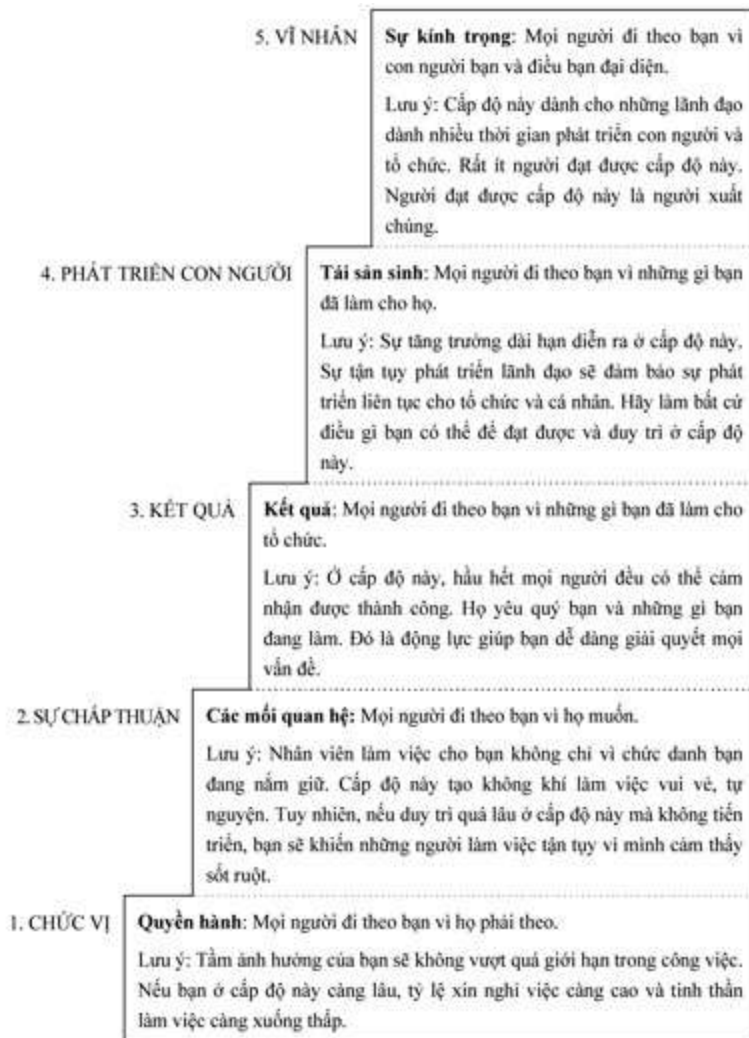 5. VĨ NHÂN
Sự kính trọng: Mọi người đi theo bạn vì
con người bạn và điều bạn đại diện.
Lưu ý: Cấp độ này dành cho những lãnh đạo
dành nhiều thời gian phát triển con người và
tổ chức. Rất ít người đạt được cấp độ này.
Người đạt được cấp độ này là người xuất
chúng.
4. PHÁT TRIỂN CON NGƯỜI
Tái sản sinh: Mọi người đi theo bạn vì những gì bạn
đã làm cho họ.
Lưu ý: Sự tăng trưởng dài hạn diễn ra ở cấp độ này.
Sự tận tụy phát triển lãnh đạo sẽ đảm bảo sự phát
triển liên tục cho tổ chức và cá nhân. Hãy làm bất cứ
điều gì bạn có thể để đạt được và duy trì ở cấp độ
này.
3. KẾT QUẢ
Kết quả: Mọi người đi theo bạn vì những gì bạn đã làm cho
tổ chức.
Lưu ý: Ở cấp độ này, hầu hết mọi người đều có thể cảm
nhận được thành công. Họ yêu quý bạn và những gì bạn
đang làm. Đó là động lực giúp bạn dễ dàng giải quyết mọi
vấn đề.
2. SỰ CHẤP THUẬN
Các mối quan hệ: Mọi người đi theo bạn vì họ muốn.
Lưu ý: Nhân viên làm việc cho bạn không chỉ vì chức danh bạn
đang nắm giữ. Cấp độ này tạo không khí làm việc vui vẻ, tự
nguyện. Tuy nhiên, nếu duy trì quá lâu ở cấp độ này mà không tiến
triển, bạn sẽ khiến những người làm việc tận tụy vì mình cảm thấy
sốt ruột.
1. CHỨC VỊ
Quyền hành: Mọi người đi theo bạn vì họ phải theo.
Lưu ý: Tầm ảnh hưởng của bạn sẽ không vượt quá giới hạn trong công việc.
Nếu bạn ở cấp độ này càng lâu, tỷ lệ xin nghỉ việc càng cao và tinh thần
làm việc càng xuống thấp.